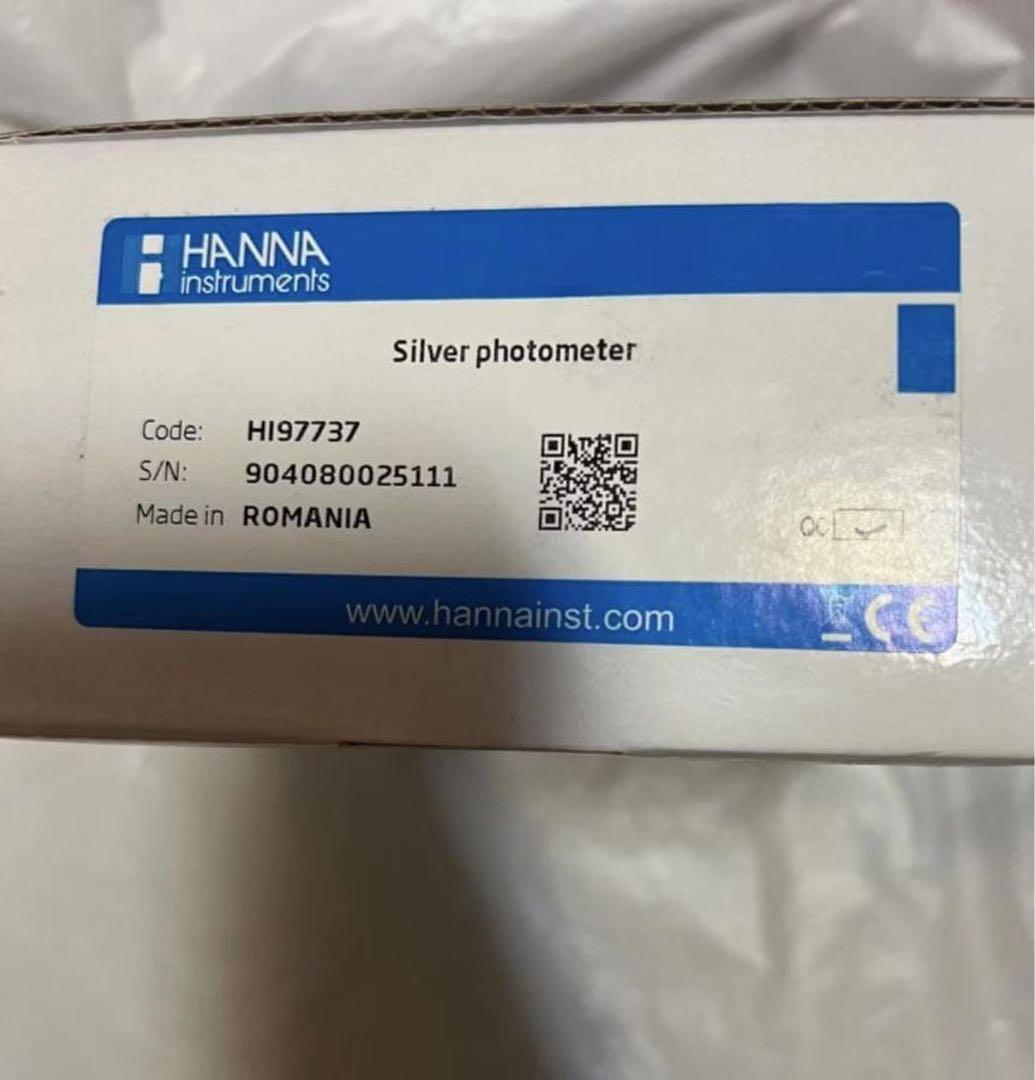 HANNA
instruments
Silver photometer
Code: HI97737
S/N: 904080025111
Made in ROMANIA
QC
www.hannainst.com
CE